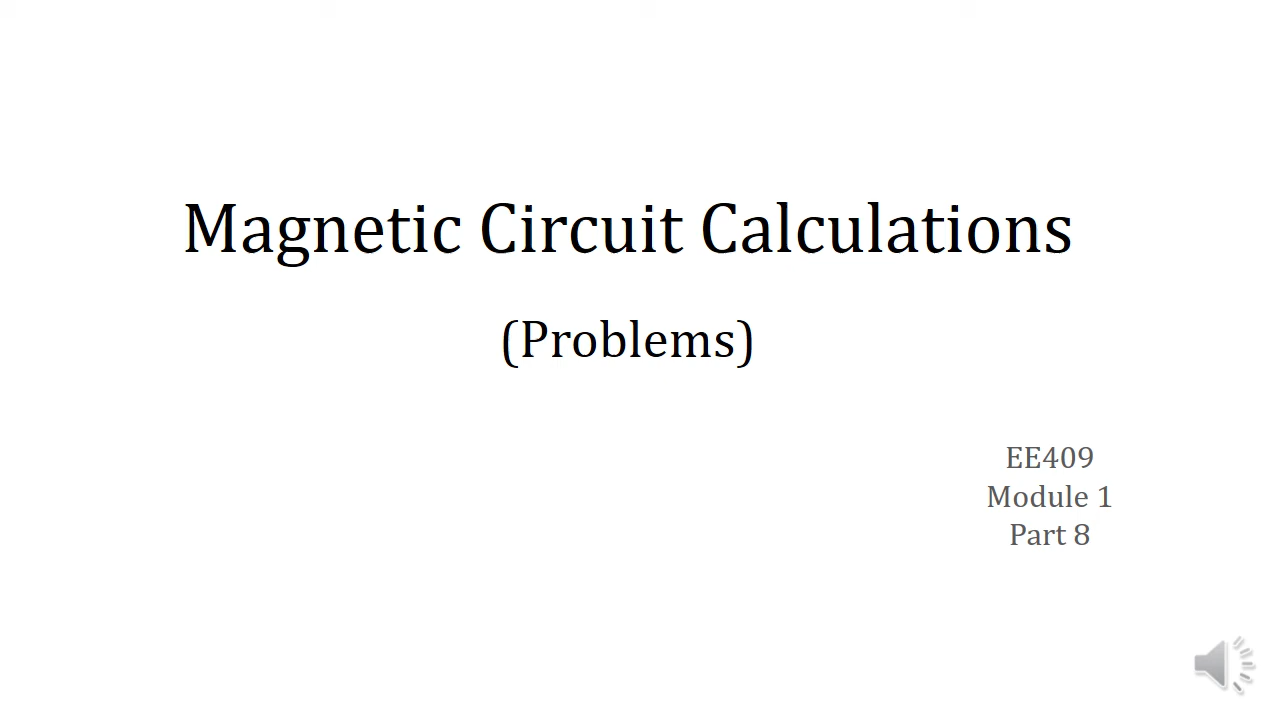 Magnetic Circuit Calculations
(Problems)
EE409
Module 1
Part 8